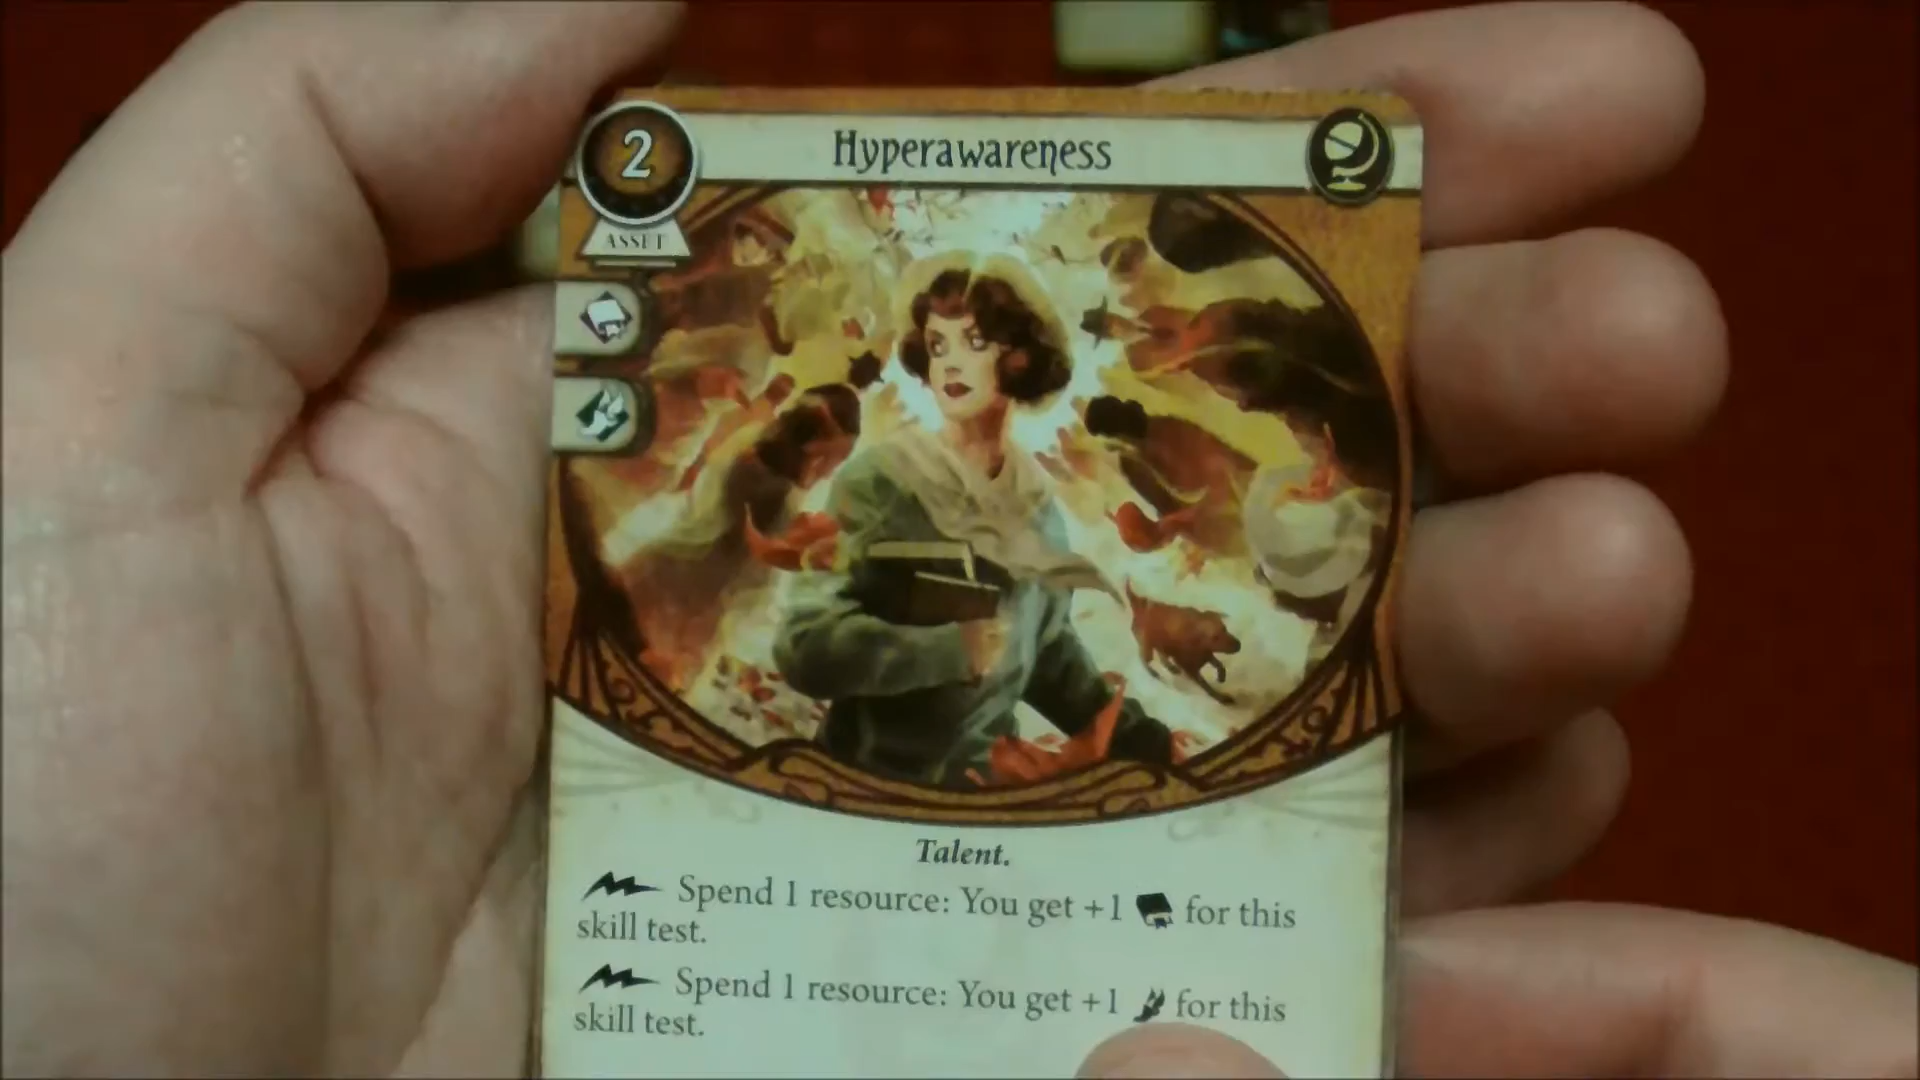 2
Hyperawareness
ASSET
Talent.
Spend 1 resource: You get +1 for this
skill test.
Spend 1 resource: You get +1 for this
skill test.